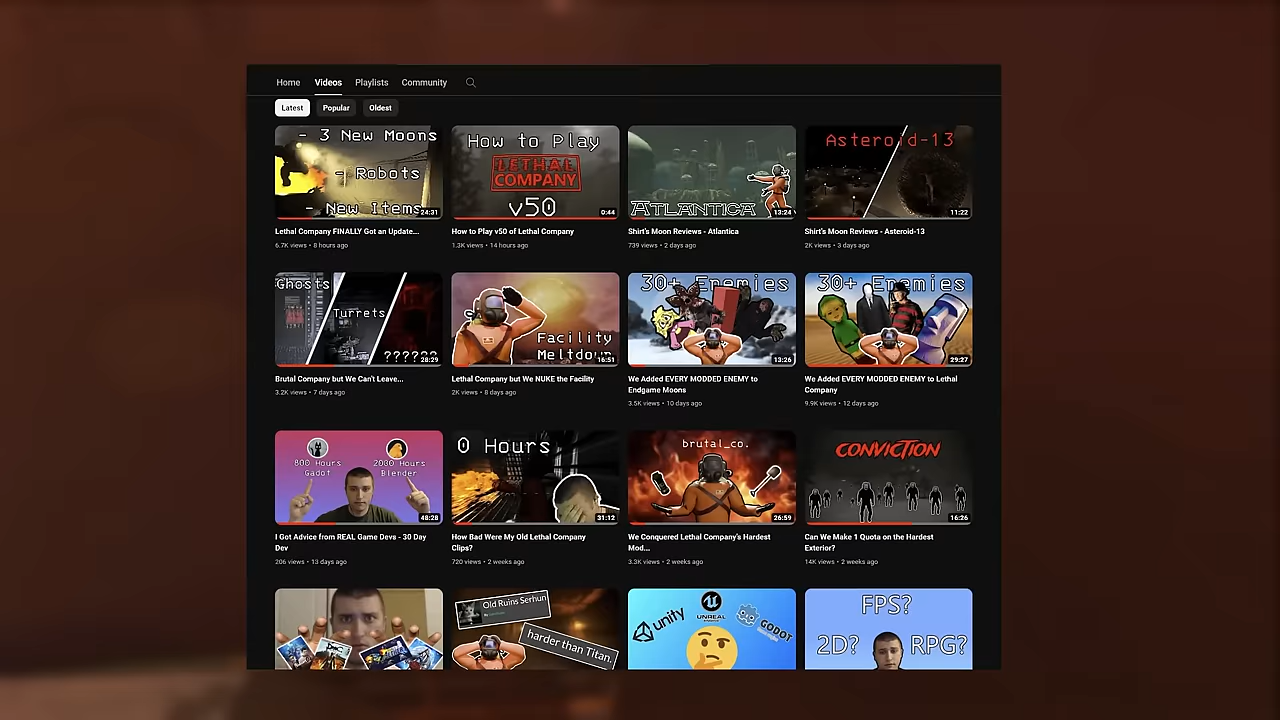 Home Videos Playlists Community
Latest Popular Oldest
- 3 New Moons
- Robots
- New Items
24:31
Lethal Company FINALLY Got an Update...
6.7K views • 8 hours ago
How to Play
LETHAL
COMPANY
v50
0:44
How to Play v50 of Lethal Company
1.3K views • 14 hours ago
ATLANTICA
13:24
Shirt's Moon Reviews - Atlantica
739 views • 2 days ago
Asteroid-13
11:22
Shirt's Moon Reviews - Asteroid-13
2K views • 3 days ago
Ghosts
Turrets
??????
28:29
Brutal Company but We Can't Leave...
3.2K views • 7 days ago
Facility
Meltdown
16:51
Lethal Company but We NUKE the Facility
2K views • 8 days ago
30+ Enemies
13:26
We Added EVERY MODDED ENEMY to
Endgame Moons
3.5K views • 10 days ago
30+ Enemies
29:27
We Added EVERY MODDED ENEMY to Lethal
Company
9.9K views • 12 days ago
800 Hours
Godot
2000 Hours
Blender
48:28
I Got Advice from REAL Game Devs - 30 Day
Dev
206 views • 13 days ago
0 Hours
31:12
How Bad Were My Old Lethal Company
Clips?
720 views • 2 weeks ago
brutal_co.
26:59
We Conquered Lethal Company's Hardest
Mod...
3.3K views • 2 weeks ago
CONVICTION
16:26
Can We Make 1 Quota on the Hardest
Exterior?
14K views • 2 weeks ago
Old Ruins Serhun
harder than Titan.
unity
UNREAL
GODOT
FPS?
2D?
RPG?